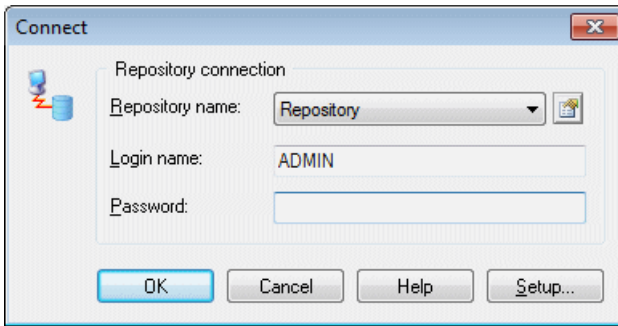 Connect
Repository connection
Repository name: Repository
Login name: ADMIN
Password:
OK Cancel Help Setup...